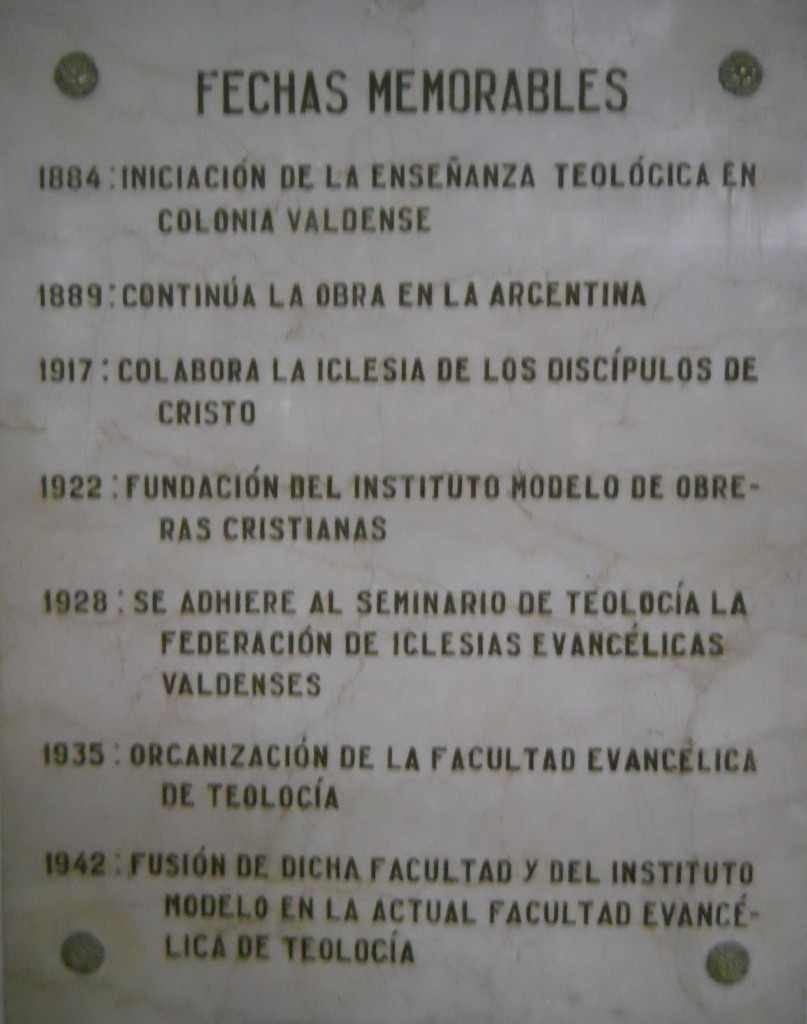 FECHAS MEMORABLES
1884: INICIACIÓN DE LA ENSEÑANZA TEOLÓGICA EN
COLONIA VALDENSE
1889: CONTINÚA LA OBRA EN LA ARGENTINA
1917: COLABORA LA IGLESIA DE LOS DISCÍPULOS DE
CRISTO
1922: FUNDACIÓN DEL INSTITUTO MODELO DE OBRE-
RAS CRISTIANAS
1928: SE ADHIERE AL SEMINARIO DE TEOLOGÍA LA
FEDERACIÓN DE IGLESIAS EVANGÉLICAS
VALDENSES
1935: ORGANIZACIÓN DE LA FACULTAD EVANGÉLICA
DE TEOLOGÍA
1942: FUSIÓN DE DICHA FACULTAD Y DEL INSTITUTO
MODELO EN LA ACTUAL FACULTAD EVANGÉ-
LICA DE TEOLOGÍA